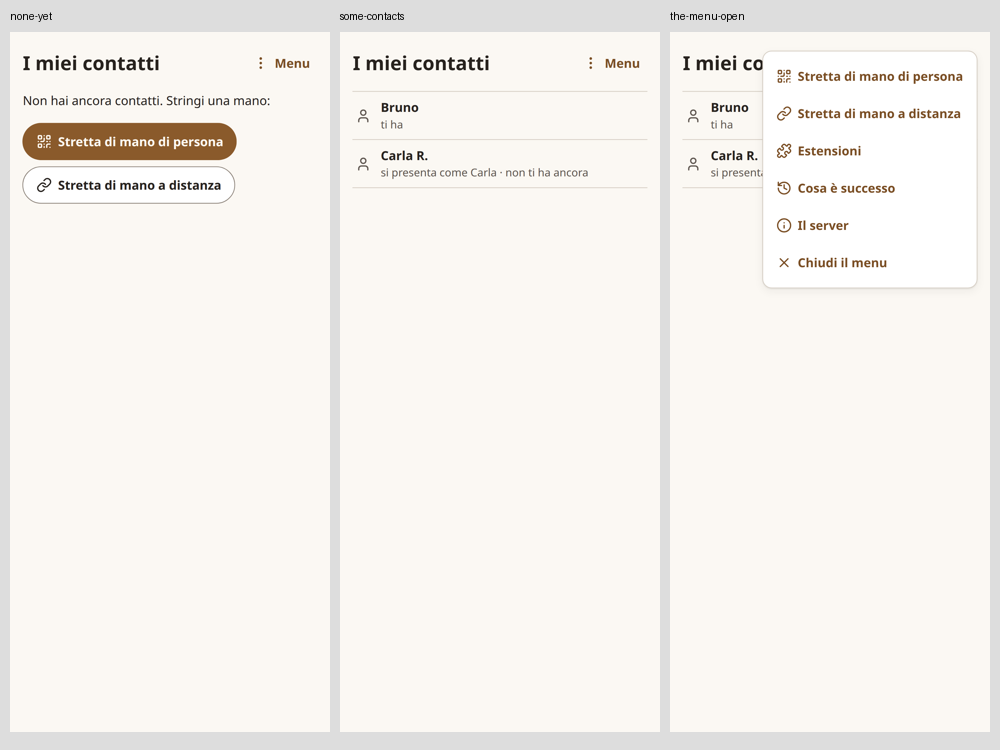 none-yet
I miei contatti
Menu
Non hai ancora contatti. Stringi una mano:
Stretta di mano di persona
Stretta di mano a distanza
some-contacts
I miei contatti
Menu
Bruno
ti ha
Carla R.
si presenta come Carla · non ti ha ancora
the-menu-open
I miei co
Bruno
ti ha
Carla R.
si present
Stretta di mano di persona
Stretta di mano a distanza
Estensioni
Cosa è successo
Il server
Chiudi il menu